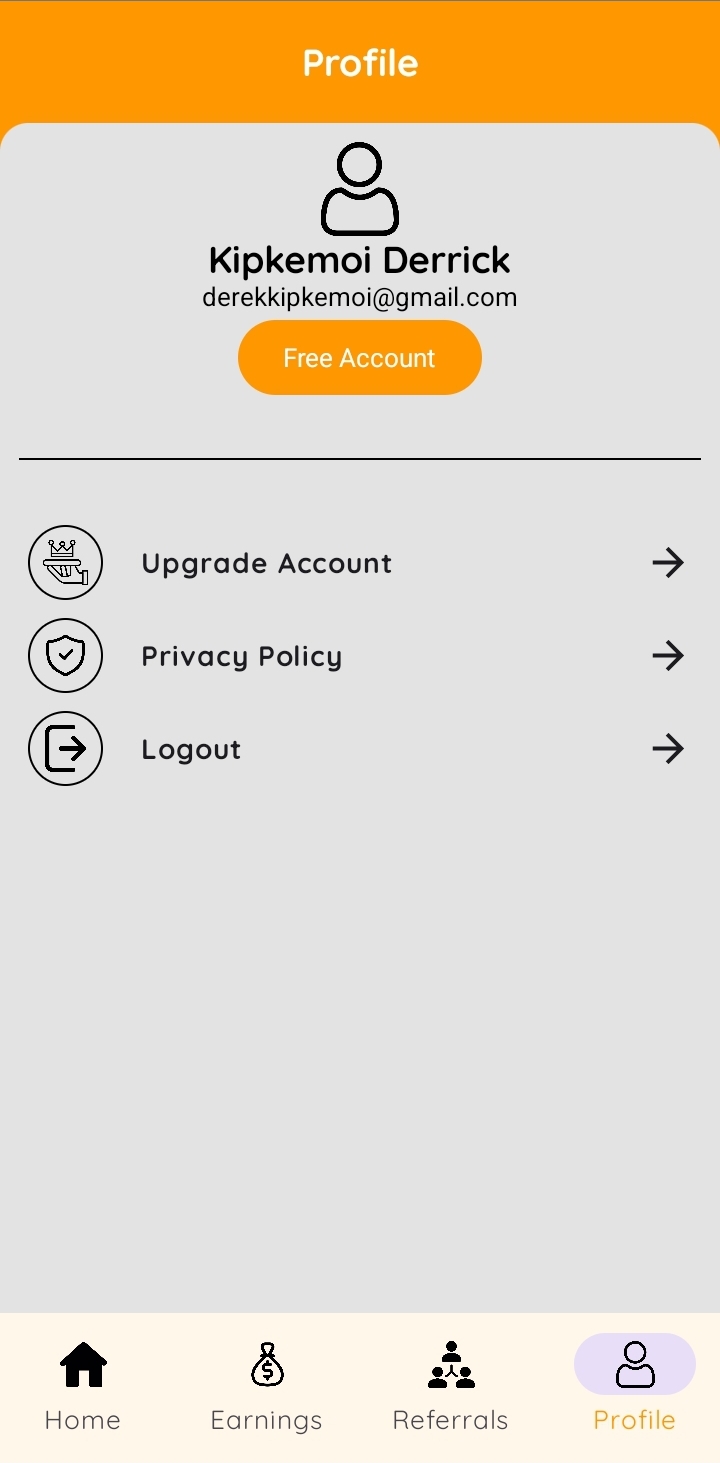 Profile
Kipkemoi Derrick
derekkipkemoi@gmail.com
Free Account
Upgrade Account
Privacy Policy
Logout
Home
Earnings
Referrals
Profile